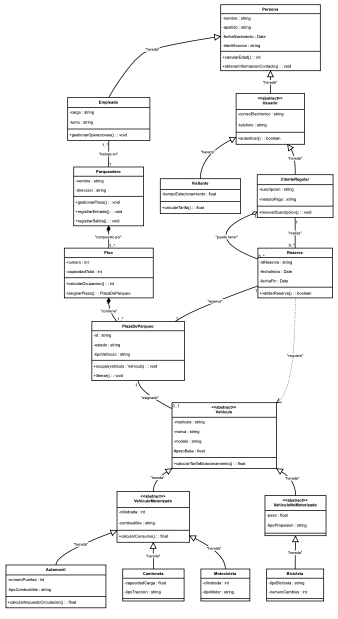 Persona
-nombre : string
-apellido : string
-fechaNacimiento : Date
-identificacion : string
+calcularEdad() : : int
+obtenerInformacionContacto() : : void
"hereda"
"hereda"
Empleado
-cargo : string
-turno : string
+gestionarOperaciones() : : void
<<abstract>>
Usuario
-correoElectronico : string
-telefono : string
+autenticar() : : boolean
1..*
"trabaja en"
1
"hereda"
"hereda"
Parqueadero
-nombre : string
-direccion : string
+gestionarPisos() : : void
+registrarEntrada() : : void
+registrarSalida() : : void
Visitante
-tiempoEstacionamiento : float
+calcularTarifa() : : float
ClienteRegular
-suscripcion : string
-metodoPago : string
+renovarSuscripcion() : : void
1
"hereda"
"compuesto por"
1..*
"puede tener"
0..*
0..*
Piso
-numero : int
-capacidadTotal : int
+calcularOcupacion() : : int
+asignarPlaza() : : PlazaDeParqueo
Reserva
-idReserva : string
-fechaInicio : Date
-fechaFin : Date
+validarReserva() : : boolean
"contiene"
1..*
"reserva"
PlazaDeParqueo
-id : string
-estado : string
-tipoVehiculo : string
+ocupar(vehiculo : Vehiculo) : : void
+liberar() : : void
"requiere"
1
"asignado"
0..1
<<abstract>>
Vehiculo
-matricula : string
-marca : string
-modelo : string
#pesoBase : float
+calcularTarifaEstacionamiento() : : float
"hereda"
"hereda"
<<abstract>>
VehiculoMotorizado
-cilindrada : int
-combustible : string
+calcularConsumo() : : float
<<abstract>>
VehiculoNoMotorizado
-peso : float
-tipoPropulsion : string
"hereda"
"hereda"
"hereda"
"hereda"
Automovil
-numeroPuertas : int
-tipoCombustible : string
+calcularImpuestoCirculacion() : : float
Camioneta
-capacidadCarga : float
-tipoTraccion : string
Motocicleta
-cilindrada : int
-tipoMotor : string
Bicicleta
-tipoBicicleta : string
-numeroCambios : int